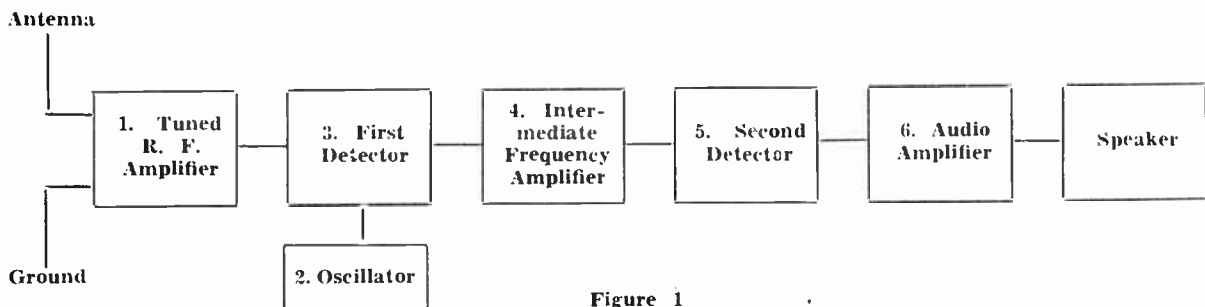 Antenna
1. Tuned
R. F.
Amplifier
3. First
Detector
4. Inter-
mediate
Frequency
Amplifier
5. Second
Detector
6. Audio
Amplifier
Speaker
Ground
2. Oscillator
Figure 1